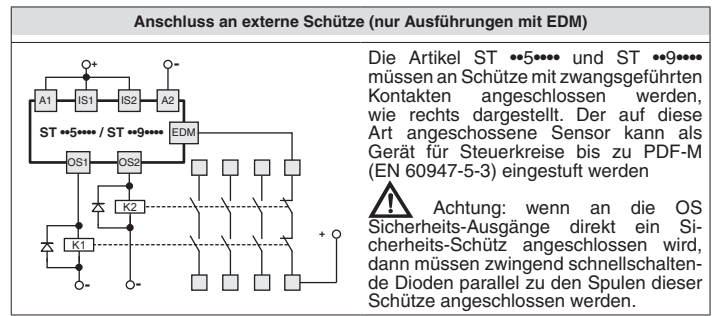 Anschluss an externe Schütze (nur Ausführungen mit EDM)
+
-
A1
IS1
IS2
A2
ST ••5•••• / ST ••9••••
EDM
OS1
OS2
K2
K1
+
-
-
Die Artikel ST ••5•••• und ST ••9••••
müssen an Schütze mit zwangsgeführten
Kontakten angeschlossen werden,
wie rechts dargestellt. Der auf diese
Art angeschossene Sensor kann als
Gerät für Steuerkreise bis zu PDF-M
(EN 60947-5-3) eingestuft werden
Achtung: wenn an die OS
Sicherheits-Ausgänge direkt ein Si-
cherheits-Schütz angeschlossen wird,
dann müssen zwingend schnellschalten-
de Dioden parallel zu den Spulen dieser
Schütze angeschlossen werden.